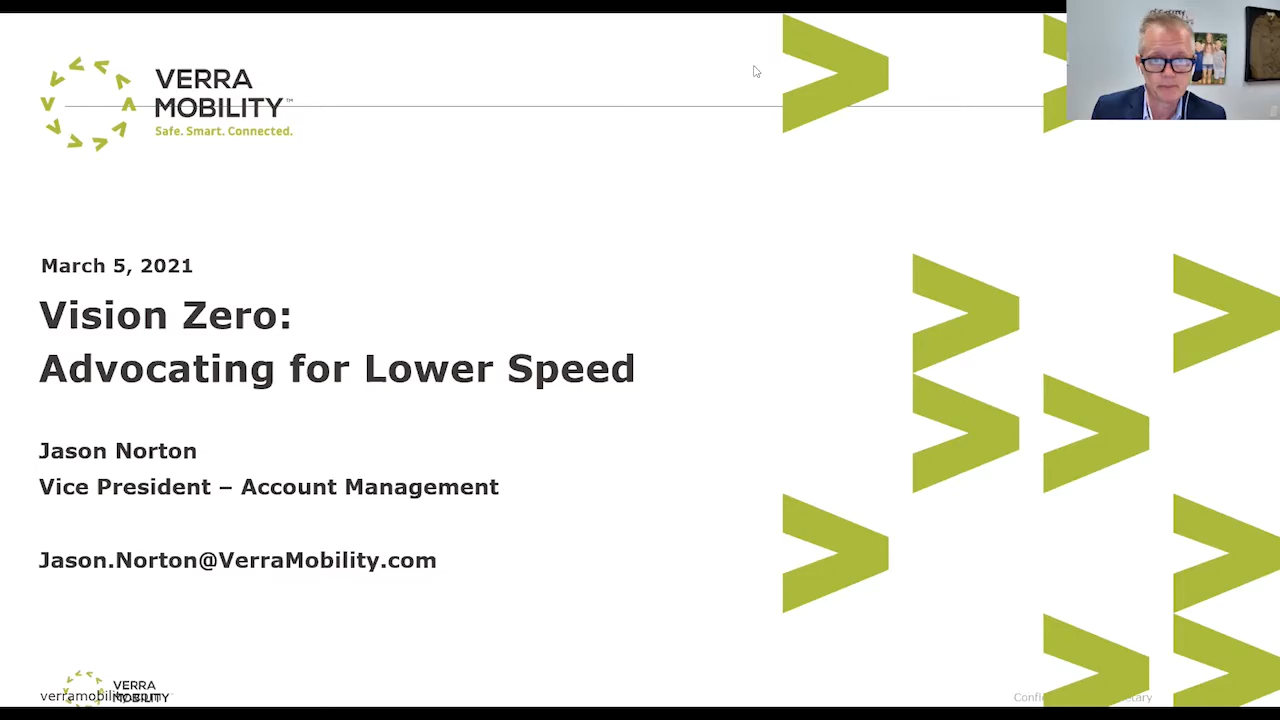 VERRA
MOBILITY™
Safe. Smart. Connected.
March 5, 2021
Vision Zero:
Advocating for Lower Speed
Jason Norton
Vice President – Account Management
Jason.Norton@VerraMobility.com
VERRA
MOBILITY